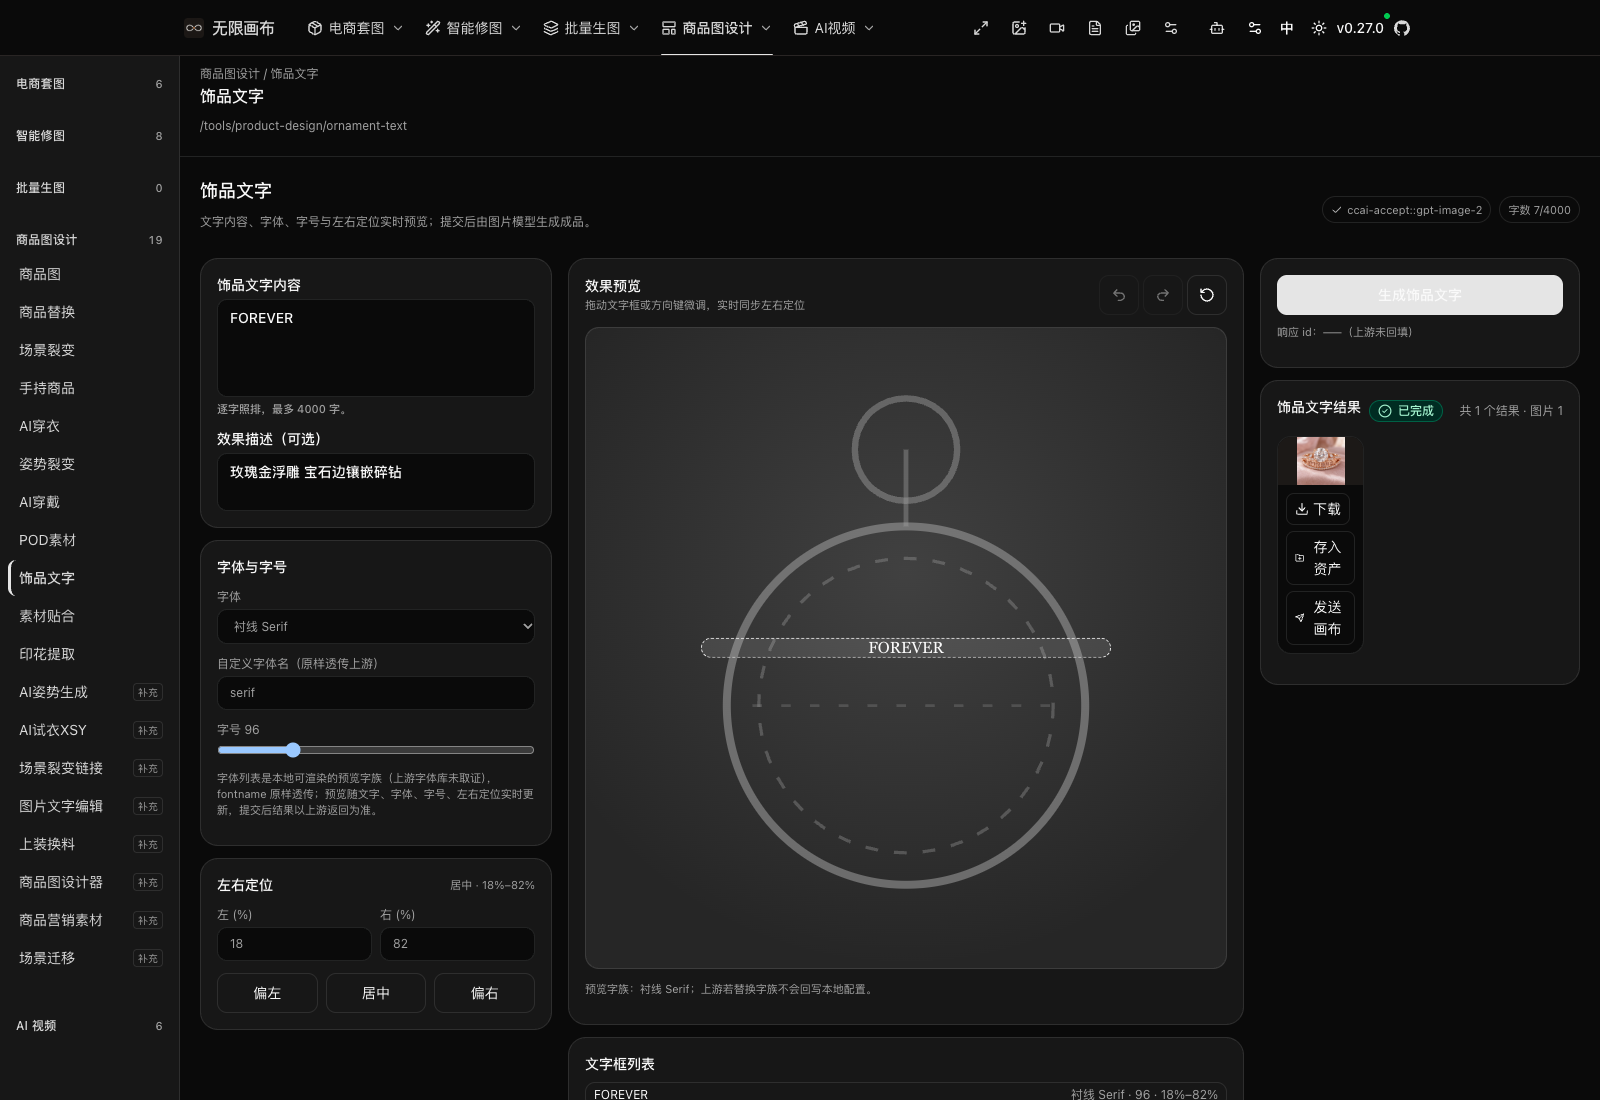 无限画布
电商套图
智能修图
批量生图
商品图设计
AI视频
中
v0.27.0
电商套图 6
智能修图 8
批量生图 0
商品图设计 19
商品图
商品替换
场景裂变
手持商品
AI穿衣
姿势裂变
AI穿戴
POD素材
饰品文字
素材贴合
印花提取
AI姿势生成 补充
AI试衣XSY 补充
场景裂变链接 补充
图片文字编辑 补充
上装换料 补充
商品图设计器 补充
商品营销素材 补充
场景迁移 补充
AI 视频 6
商品图设计 / 饰品文字
饰品文字
/tools/product-design/ornament-text
饰品文字
文字内容、字体、字号与左右定位实时预览；提交后由图片模型生成成品。
ccai-accept::gpt-image-2
字数 7/4000
饰品文字内容
FOREVER
逐字照排，最多 4000 字。
效果描述（可选）
玫瑰金浮雕 宝石边镶嵌碎钻
字体与字号
字体
衬线 Serif
自定义字体名（原样透传上游）
serif
字号 96
字体列表是本地可渲染的预览字族（上游字体库未取证），
fontname 原样透传；预览随文字、字体、字号、左右定位实时更
新，提交后结果以上游返回为准。
左右定位 居中 · 18%–82%
左 (%) 右 (%)
18 82
偏左 居中 偏右
效果预览
拖动文字框或方向键微调，实时同步左右定位
FOREVER
预览字族：衬线 Serif；上游若替换字族不会回写本地配置。
文字框列表
FOREVER 衬线 Serif · 96 · 18%–82%
生成饰品文字
响应 id：——（上游未回填）
饰品文字结果 已完成 共 1 个结果 · 图片 1
下载
存入
资产
发送
画布